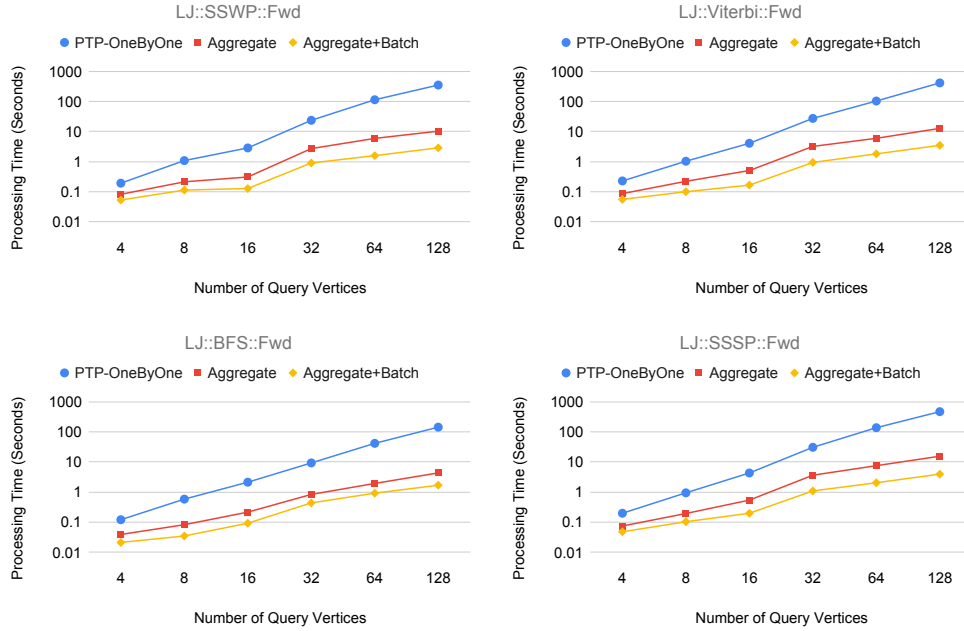 LJ::SSWP::Fwd
PTP-OneByOne Aggregate Aggregate+Batch
Processing Time (Seconds)
1000
100
10
1
0.1
0.01
4 8 16 32 64 128
Number of Query Vertices
LJ::Viterbi::Fwd
PTP-OneByOne Aggregate Aggregate+Batch
Processing Time (Seconds)
1000
100
10
1
0.1
0.01
4 8 16 32 64 128
Number of Query Vertices
LJ::BFS::Fwd
PTP-OneByOne Aggregate Aggregate+Batch
Processing Time (Seconds)
1000
100
10
1
0.1
0.01
4 8 16 32 64 128
Number of Query Vertices
LJ::SSSP::Fwd
PTP-OneByOne Aggregate Aggregate+Batch
Processing Time (Seconds)
1000
100
10
1
0.1
0.01
4 8 16 32 64 128
Number of Query Vertices